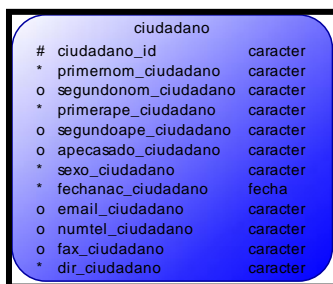 ciudadano
# ciudadano_id caracter
* primernom_ciudadano caracter
o segundonom_ciudadano caracter
* primerape_ciudadano caracter
o segundoape_ciudadano caracter
o apecasado_ciudadano caracter
* sexo_ciudadano caracter
* fechanac_ciudadano fecha
o email_ciudadano caracter
o numtel_ciudadano caracter
o fax_ciudadano caracter
* dir_ciudadano caracter